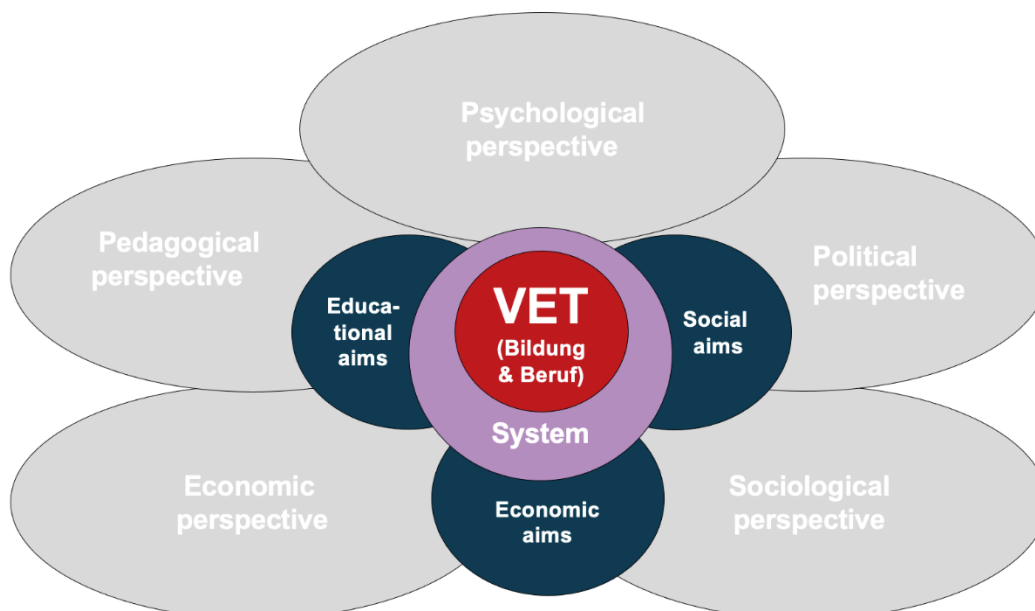 Psychological
perspective
Pedagogical
perspective
Political
perspective
Educa-
tional
aims
VET
(Bildung
& Beruf)
Social
aims
System
Economic
perspective
Economic
aims
Sociological
perspective